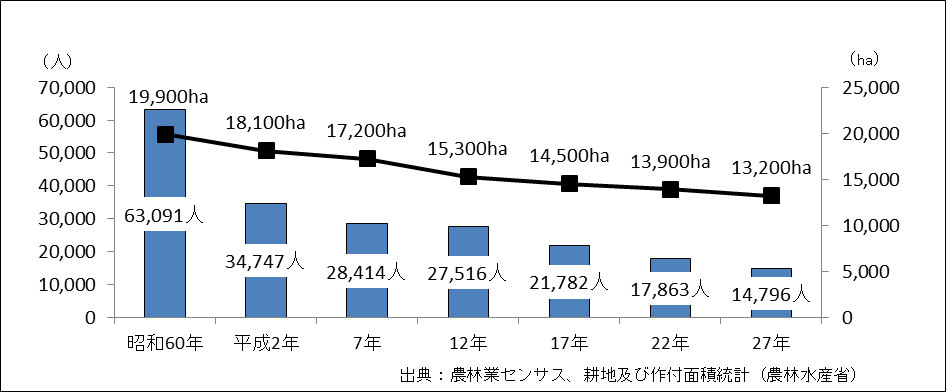 （人）
（ha）
70,000
60,000
50,000
40,000
30,000
20,000
10,000
0
25,000
20,000
15,000
10,000
5,000
0
19,900ha
18,100ha
17,200ha
15,300ha
14,500ha
13,900ha
13,200ha
63,091人
34,747人
28,414人
27,516人
21,782人
17,863人
14,796人
昭和60年 平成2年 7年 12年 17年 22年 27年
出典：農林業センサス、耕地及び作付面積統計（農林水産省）